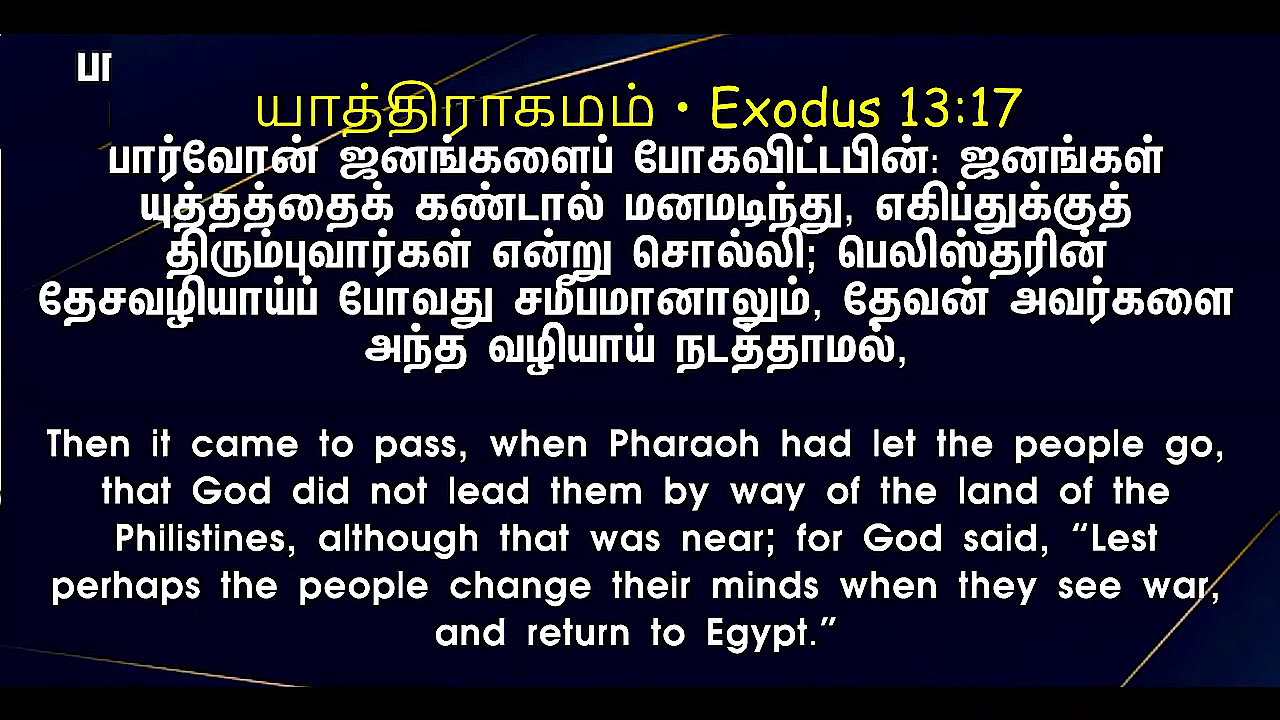 பா
யாத்திராகமம் • Exodus 13:17
பார்வோன் ஜனங்களைப் போகவிட்டபின்: ஜனங்கள்
யுத்தத்தைக் கண்டால் மனமடிந்து, எகிப்துக்குத்
திரும்புவார்கள் என்று சொல்லி; பெலிஸ்தரின்
தேசவழியாய்ப் போவது சமீபமானாலும், தேவன் அவர்களை
அந்த வழியாய் நடத்தாமல்,
Then it came to pass, when Pharaoh had let the people go,
that God did not lead them by way of the land of the
Philistines, although that was near; for God said, “Lest
perhaps the people change their minds when they see war,
and return to Egypt.”